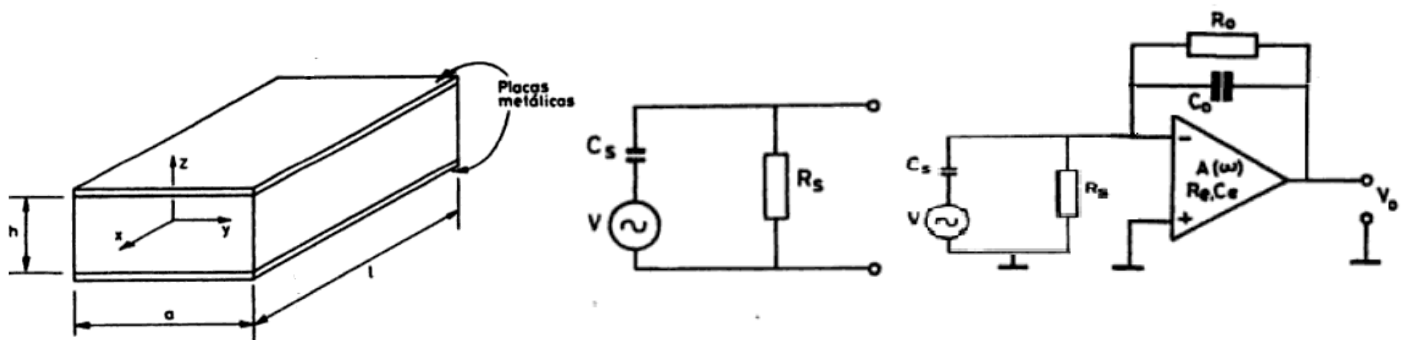 Placas
metálicas
z
x
y
h
a
l
Cs
V
Rs
Ro
Co
Cs
V
Rs
−
A(ω)
Re,Ce
+
Vo